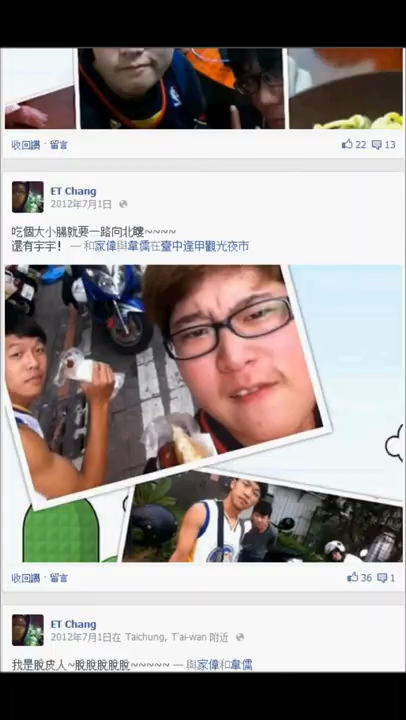 收回讚 · 留言
22 13
ET Chang
2012年7月1日
吃個大小腸就要一路向北瞜~~~~
還有宇宇! — 和家偉與韋儒在臺中逢甲觀光夜市
收回讚 · 留言
36 1
ET Chang
2012年7月1日在 Taichung, T'ai-wan 附近
我是脫皮人~脫脫脫脫脫~~~~~ — 與家偉和韋儒